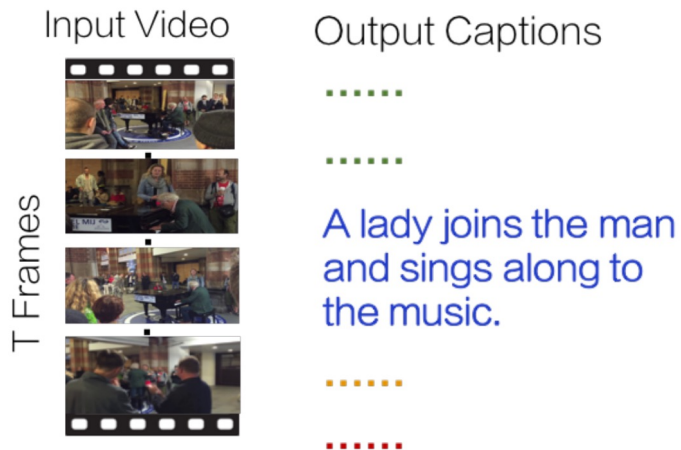 Input Video
Output Captions
T Frames
......
......
A lady joins the man
and sings along to
the music.
......
......